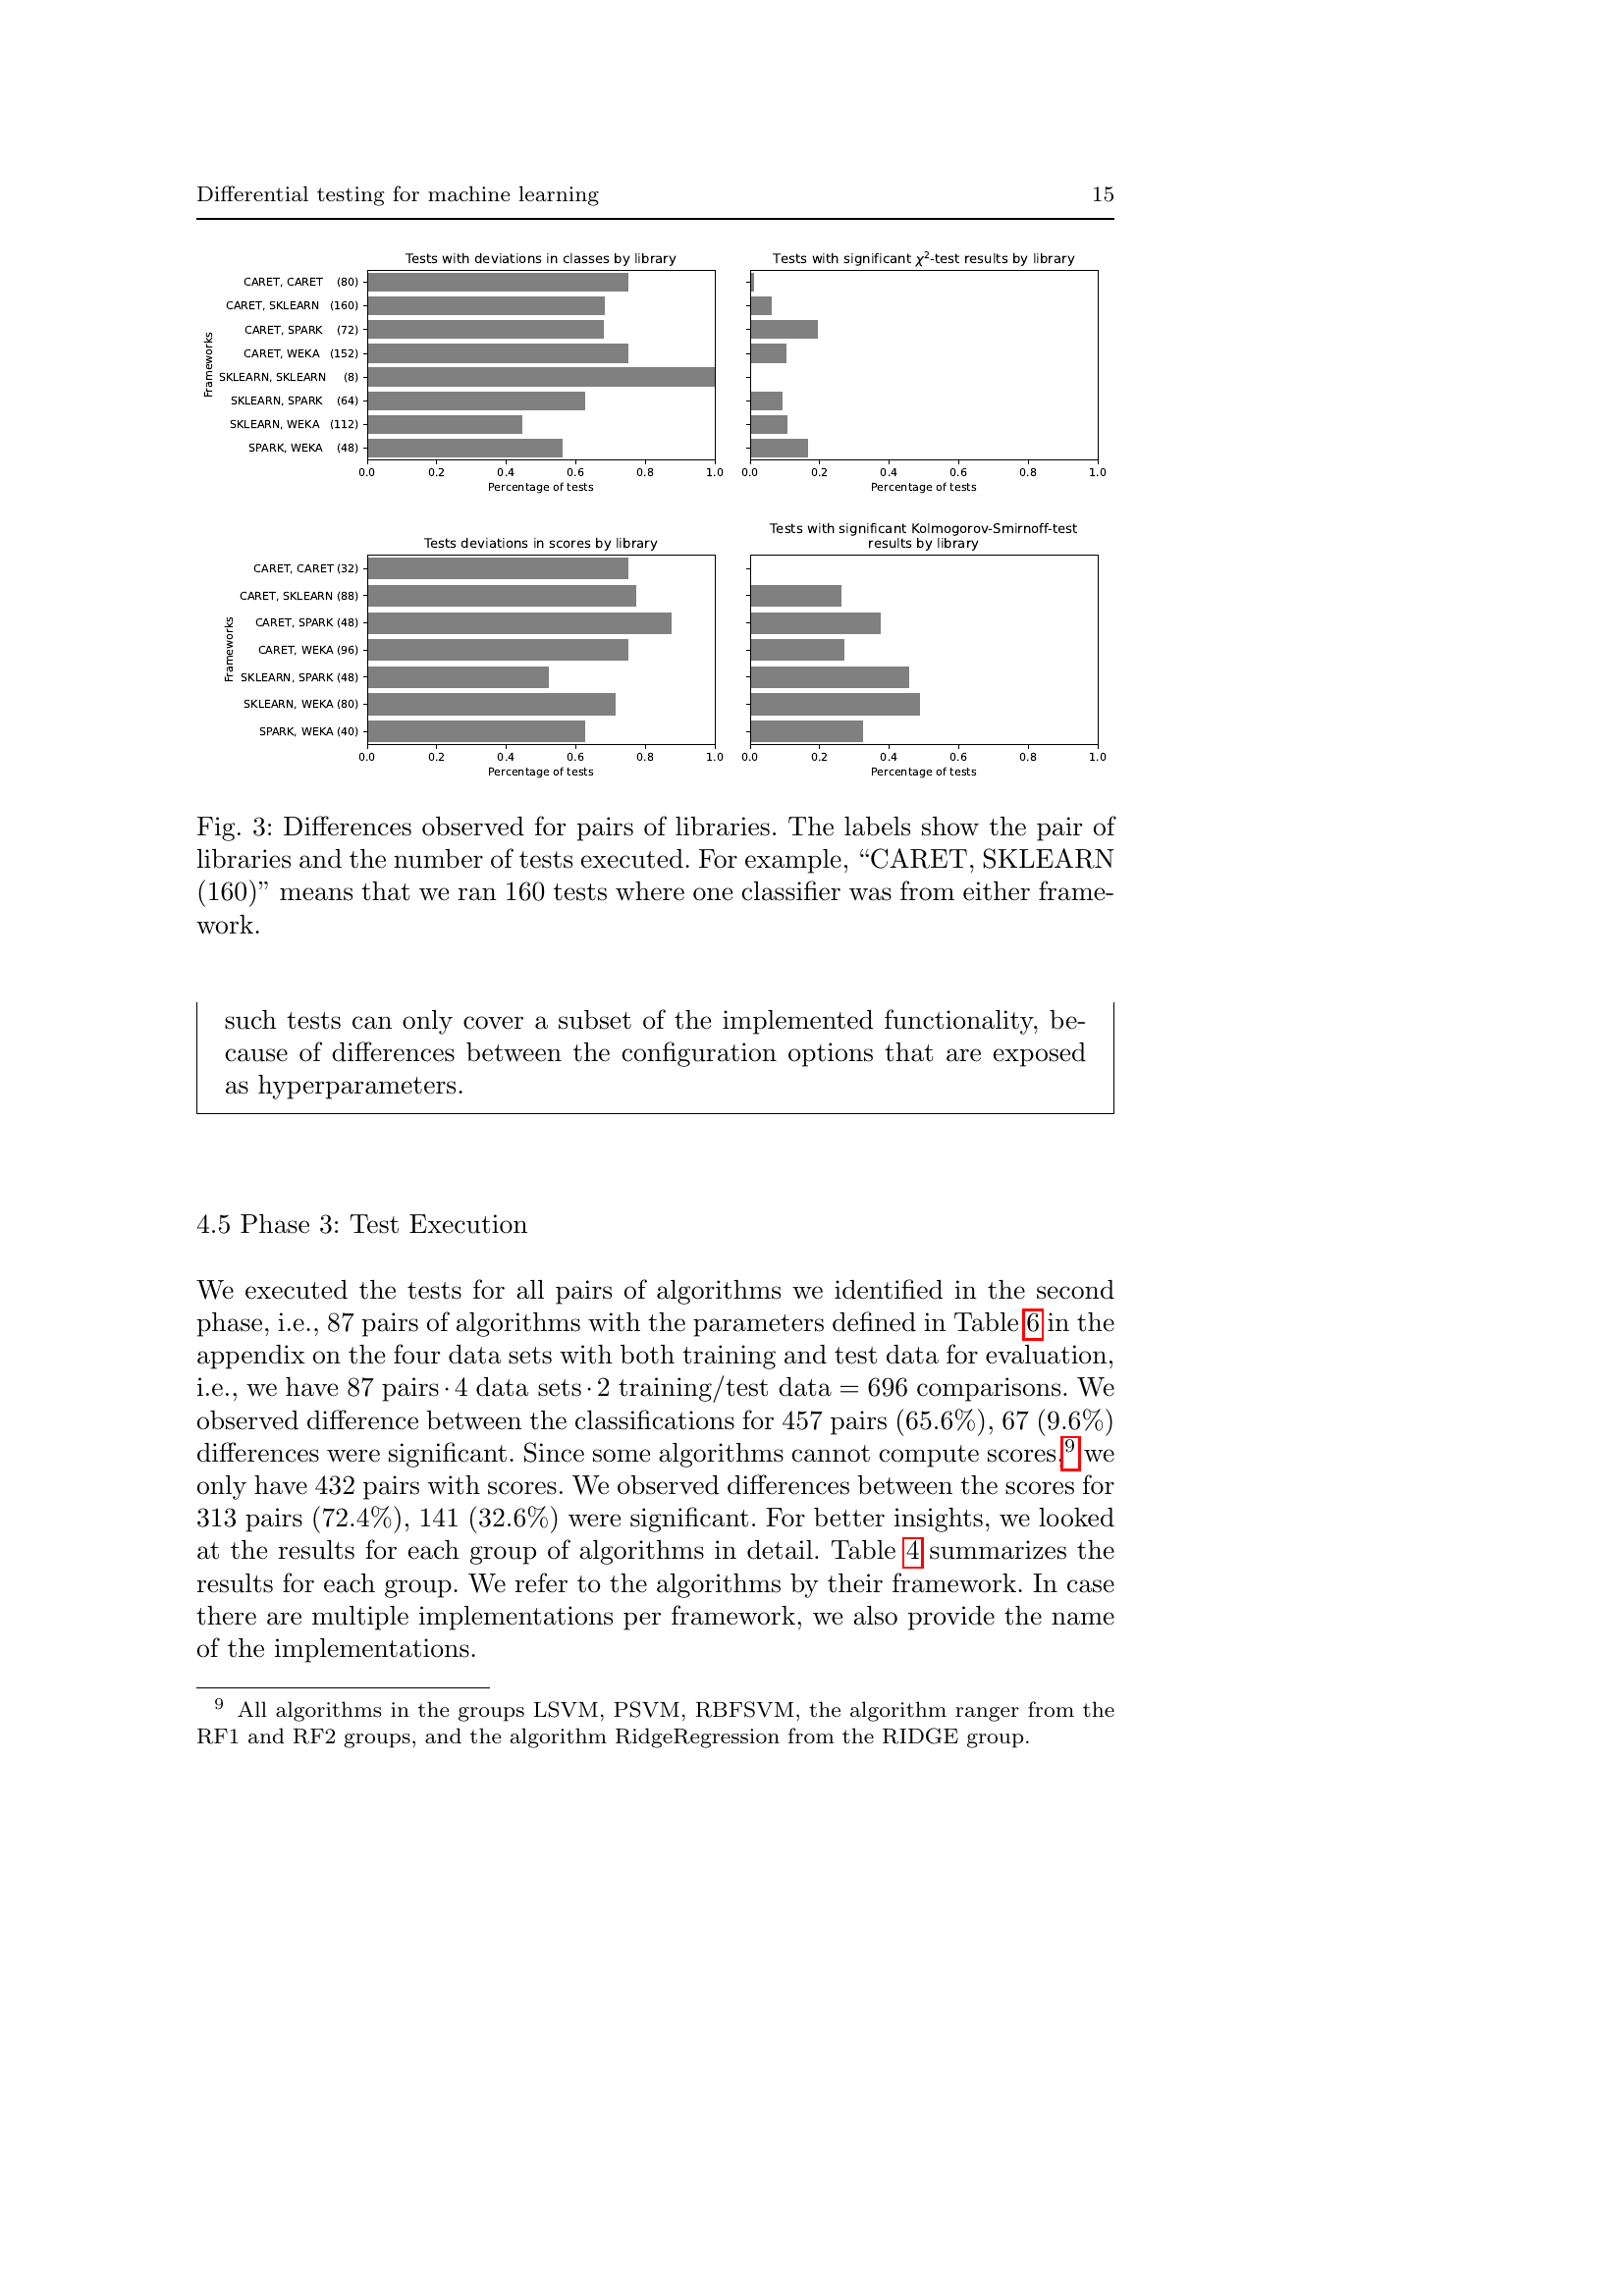 Differential testing for machine learning 15
Tests with deviations in classes by library
Frameworks
CARET, CARET (80)
CARET, SKLEARN (160)
CARET, SPARK (72)
CARET, WEKA (152)
SKLEARN, SKLEARN (8)
SKLEARN, SPARK (64)
SKLEARN, WEKA (112)
SPARK, WEKA (48)
0.0 0.2 0.4 0.6 0.8 1.0
Percentage of tests
Tests with significant χ²-test results by library
0.0 0.2 0.4 0.6 0.8 1.0
Percentage of tests
Tests deviations in scores by library
Frameworks
CARET, CARET (32)
CARET, SKLEARN (88)
CARET, SPARK (48)
CARET, WEKA (96)
SKLEARN, SPARK (48)
SKLEARN, WEKA (80)
SPARK, WEKA (40)
0.0 0.2 0.4 0.6 0.8 1.0
Percentage of tests
Tests with significant Kolmogorov-Smirnoff-test
results by library
0.0 0.2 0.4 0.6 0.8 1.0
Percentage of tests
Fig. 3: Differences observed for pairs of libraries. The labels show the pair of
libraries and the number of tests executed. For example, “CARET, SKLEARN
(160)” means that we ran 160 tests where one classifier was from either frame-
work.
such tests can only cover a subset of the implemented functionality, be-
cause of differences between the configuration options that are exposed
as hyperparameters.
4.5 Phase 3: Test Execution
We executed the tests for all pairs of algorithms we identified in the second
phase, i.e., 87 pairs of algorithms with the parameters defined in Table 6 in the
appendix on the four data sets with both training and test data for evaluation,
i.e., we have 87 pairs · 4 data sets · 2 training/test data = 696 comparisons. We
observed difference between the classifications for 457 pairs (65.6%), 67 (9.6%)
differences were significant. Since some algorithms cannot compute scores,⁹ we
only have 432 pairs with scores. We observed differences between the scores for
313 pairs (72.4%), 141 (32.6%) were significant. For better insights, we looked
at the results for each group of algorithms in detail. Table 4 summarizes the
results for each group. We refer to the algorithms by their framework. In case
there are multiple implementations per framework, we also provide the name
of the implementations.
⁹ All algorithms in the groups LSVM, PSVM, RBFSVM, the algorithm ranger from the
RF1 and RF2 groups, and the algorithm RidgeRegression from the RIDGE group.